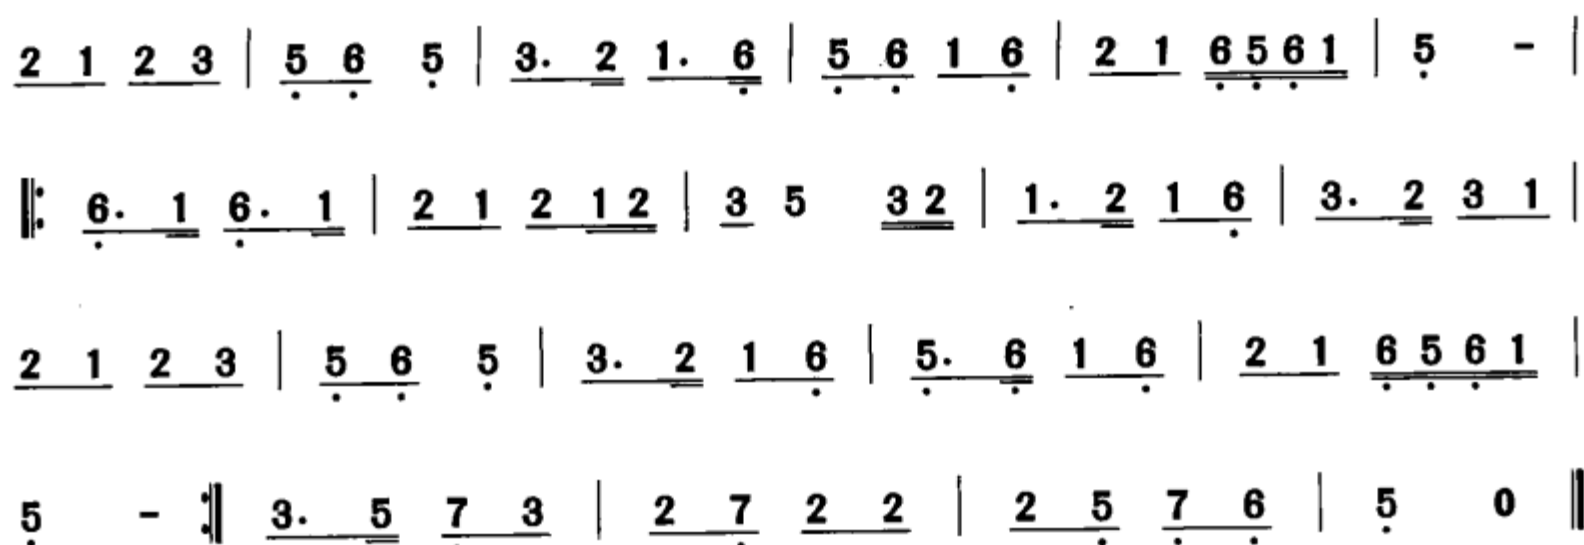 2 1 2 3 | 5̣ 6̣ 5̣ | 3. 2 1. 6̣ | 5̣ 6̣ 1 6̣ | 2 1 6̣ 5̣ 6̣ 1 | 5̣ - |
‖: 6̣. 1 6̣. 1 | 2 1 2 1 2 | 3 5 3 2 | 1. 2 1 6̣ | 3. 2 3 1 |
2 1 2 3 | 5̣ 6̣ 5̣ | 3. 2 1 6̣ | 5̣. 6̣ 1 6̣ | 2 1 6̣ 5̣ 6̣ 1 |
5̣ - :‖ 3. 5 7̣ 3 | 2 7̣ 2 2 | 2 5̣ 7̣ 6̣ | 5̣ 0 ‖